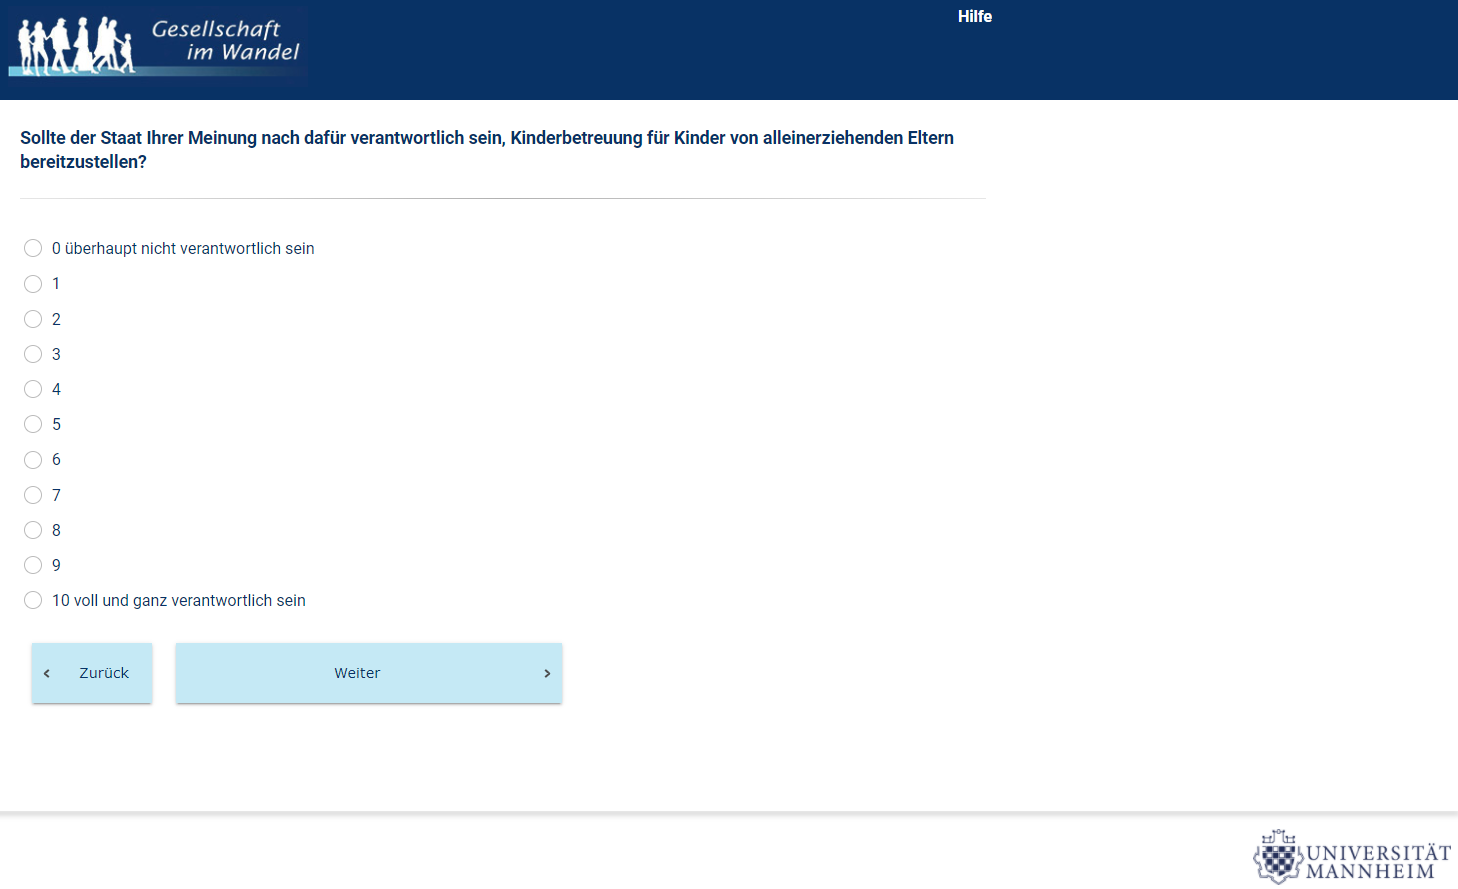 Gesellschaft
im Wandel
Hilfe
Sollte der Staat Ihrer Meinung nach dafür verantwortlich sein, Kinderbetreuung für Kinder von alleinerziehenden Eltern
bereitzustellen?
0 überhaupt nicht verantwortlich sein
1
2
3
4
5
6
7
8
9
10 voll und ganz verantwortlich sein
‹ Zurück
Weiter ›
UNIVERSITÄT
MANNHEIM